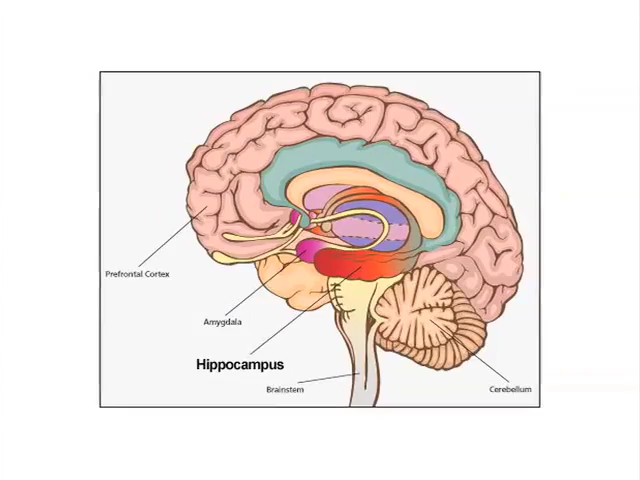 Prefrontal Cortex
Amygdala
Hippocampus
Brainstem
Cerebellum